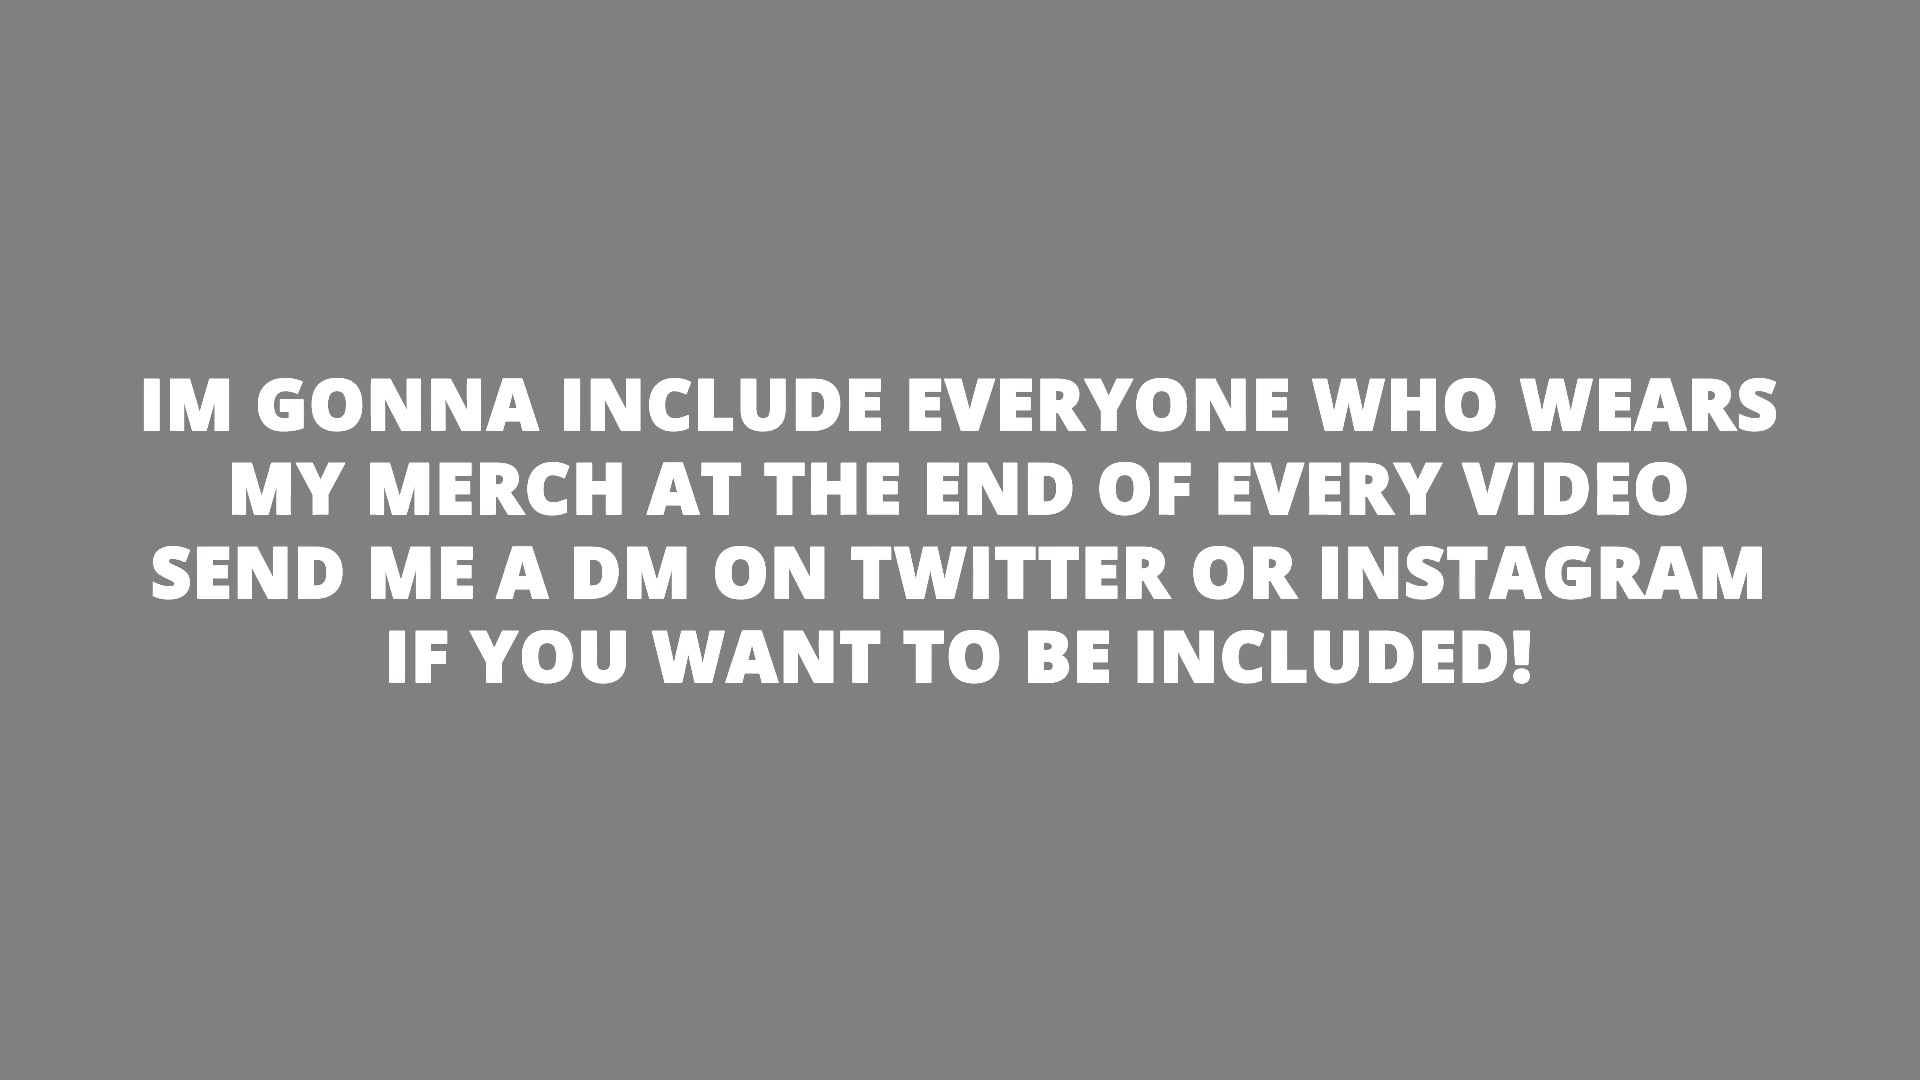 IM GONNA INCLUDE EVERYONE WHO WEARS
MY MERCH AT THE END OF EVERY VIDEO
SEND ME A DM ON TWITTER OR INSTAGRAM
IF YOU WANT TO BE INCLUDED!